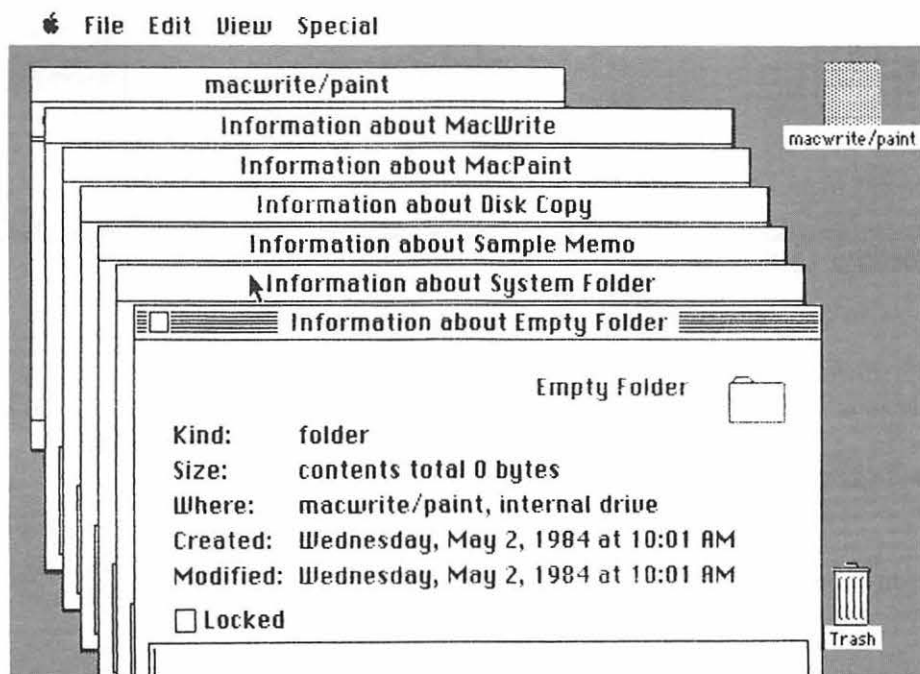 File Edit View Special
macwrite/paint
macwrite/paint
Information about MacWrite
Information about MacPaint
Information about Disk Copy
Information about Sample Memo
Information about System Folder
Information about Empty Folder
Empty Folder
Kind: folder
Size: contents total 0 bytes
Where: macwrite/paint, internal drive
Created: Wednesday, May 2, 1984 at 10:01 AM
Modified: Wednesday, May 2, 1984 at 10:01 AM
Locked
Trash